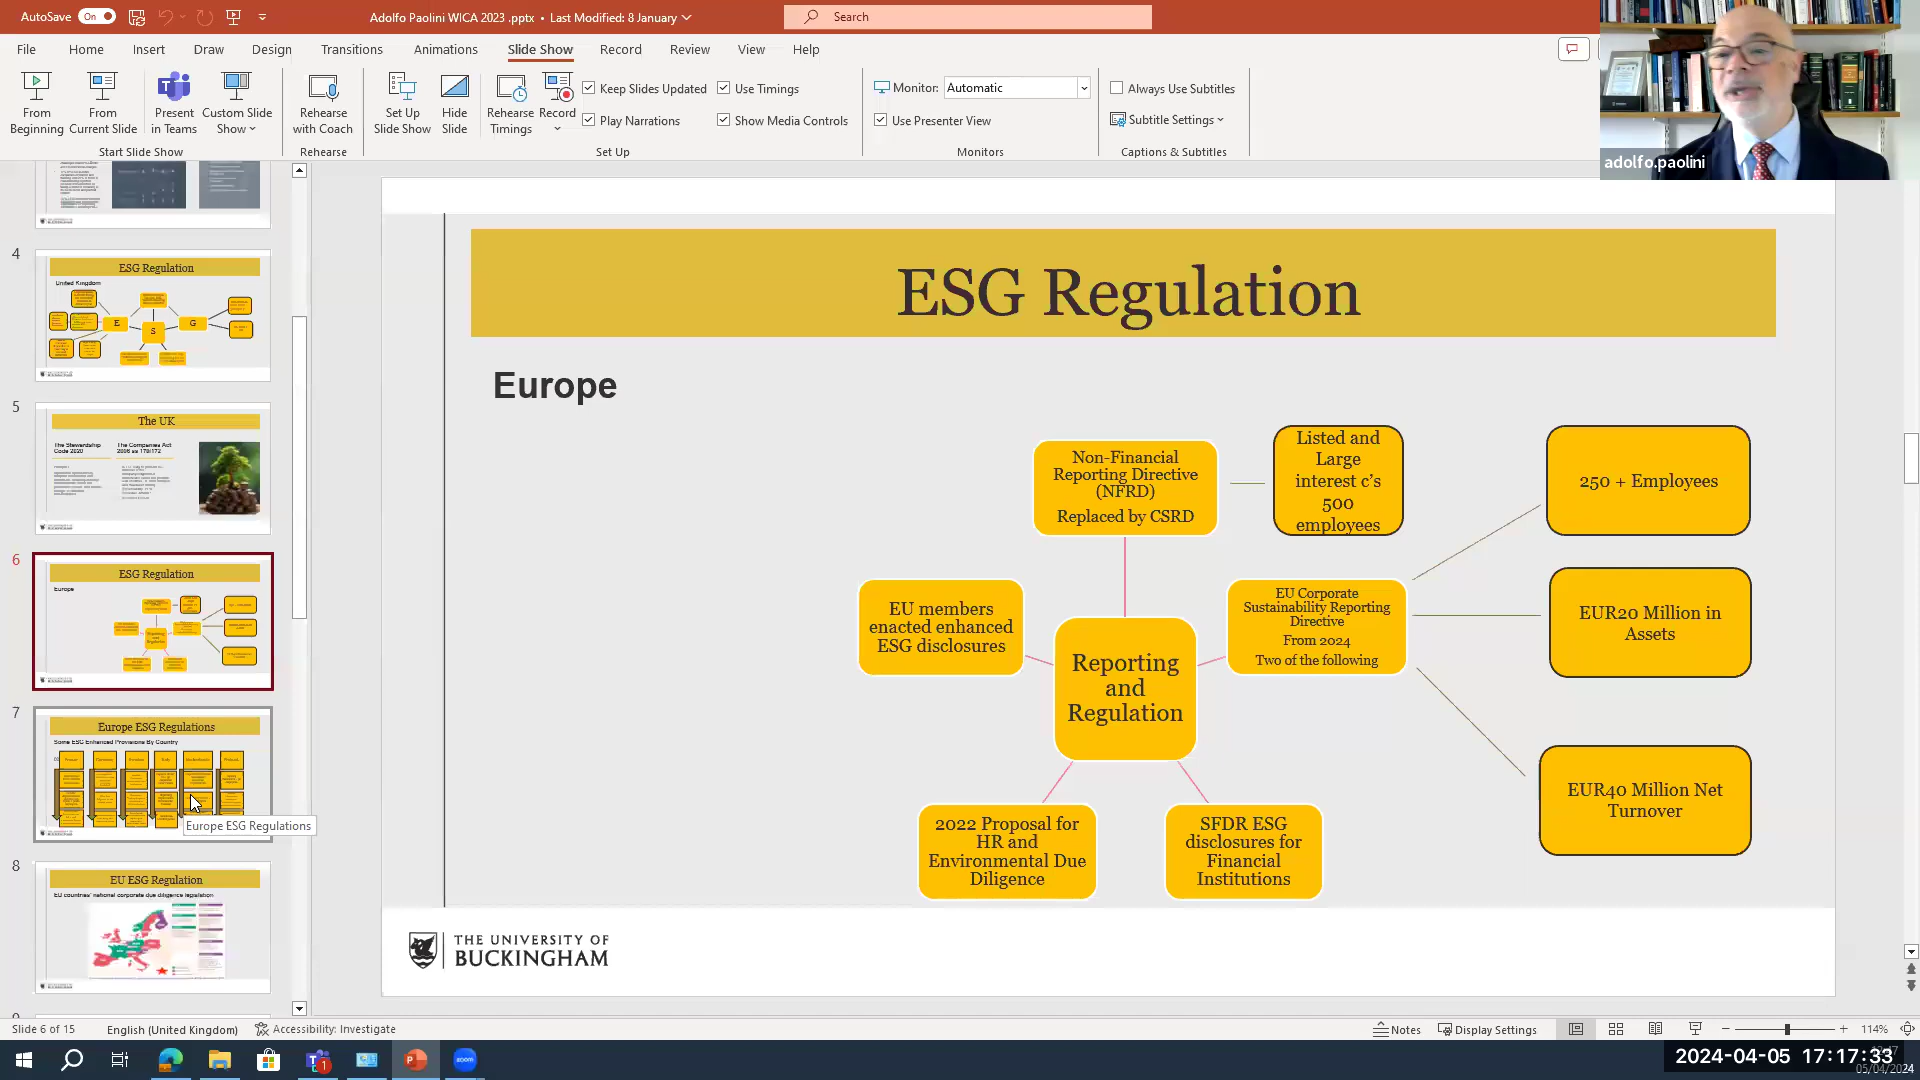 AutoSave On
Adolfo Paolini WICA 2023 .pptx • Last Modified: 8 January
Search
File Home Insert Draw Design Transitions Animations Slide Show Record Review View Help
From Beginning
From Current Slide
Present in Teams
Custom Slide Show
Rehearse with Coach
Set Up Slide Show
Hide Slide
Rehearse Timings
Record
Keep Slides Updated
Use Timings
Play Narrations
Show Media Controls
Monitor: Automatic
Use Presenter View
Always Use Subtitles
Subtitle Settings
Start Slide Show
Rehearse
Set Up
Monitors
Captions & Subtitles
adolfo.paolini
4
ESG Regulation
United Kingdom
E
S
G
5
The UK
The Stewardship Code 2020
The Companies Act
6
ESG Regulation
Europe
7
Europe ESG Regulations
Some ESG Enhanced Provisions By Country
Europe ESG Regulations
8
EU ESG Regulation
EU countries' national corporate due diligence legislation
ESG Regulation
Europe
Non-Financial
Reporting Directive
(NFRD)
Replaced by CSRD
Listed and
Large
interest c's
500
employees
250 + Employees
EU members
enacted enhanced
ESG disclosures
Reporting
and
Regulation
EU Corporate
Sustainability Reporting
Directive
From 2024
Two of the following
EUR20 Million in
Assets
EUR40 Million Net
Turnover
2022 Proposal for
HR and
Environmental Due
Diligence
SFDR ESG
disclosures for
Financial
Institutions
THE UNIVERSITY OF
BUCKINGHAM
Slide 6 of 15
English (United Kingdom)
Accessibility: Investigate
Notes
Display Settings
114%
1
zoom
2024-04-05 17:17:33
05/04/2024